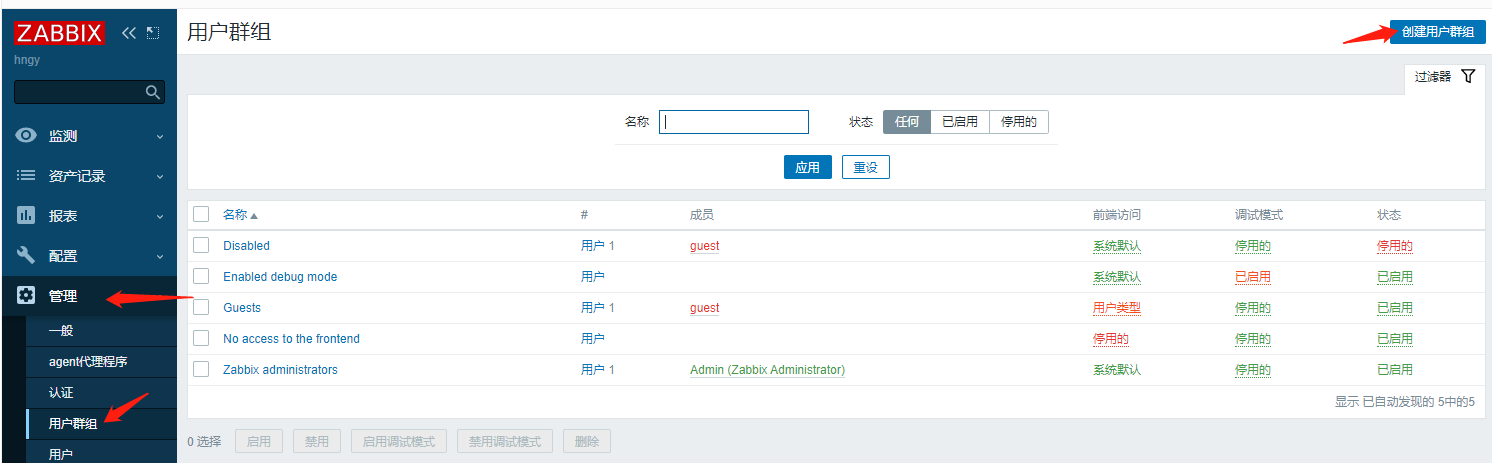 ZABBIX
hngy
监测
资产记录
报表
配置
管理
一般
agent代理程序
认证
用户群组
用户
用户群组 创建用户群组
过滤器
名称 状态 任何 已启用 停用的
应用 重设
名称 # 成员 前端访问 调试模式 状态
Disabled 用户 1 guest 系统默认 停用的 停用的
Enabled debug mode 用户 系统默认 已启用 已启用
Guests 用户 1 guest 用户类型 停用的 已启用
No access to the frontend 用户 停用的 停用的 已启用
Zabbix administrators 用户 1 Admin (Zabbix Administrator) 系统默认 停用的 已启用
显示 已自动发现的 5中的5
0 选择 启用 禁用 启用调试模式 禁用调试模式 删除